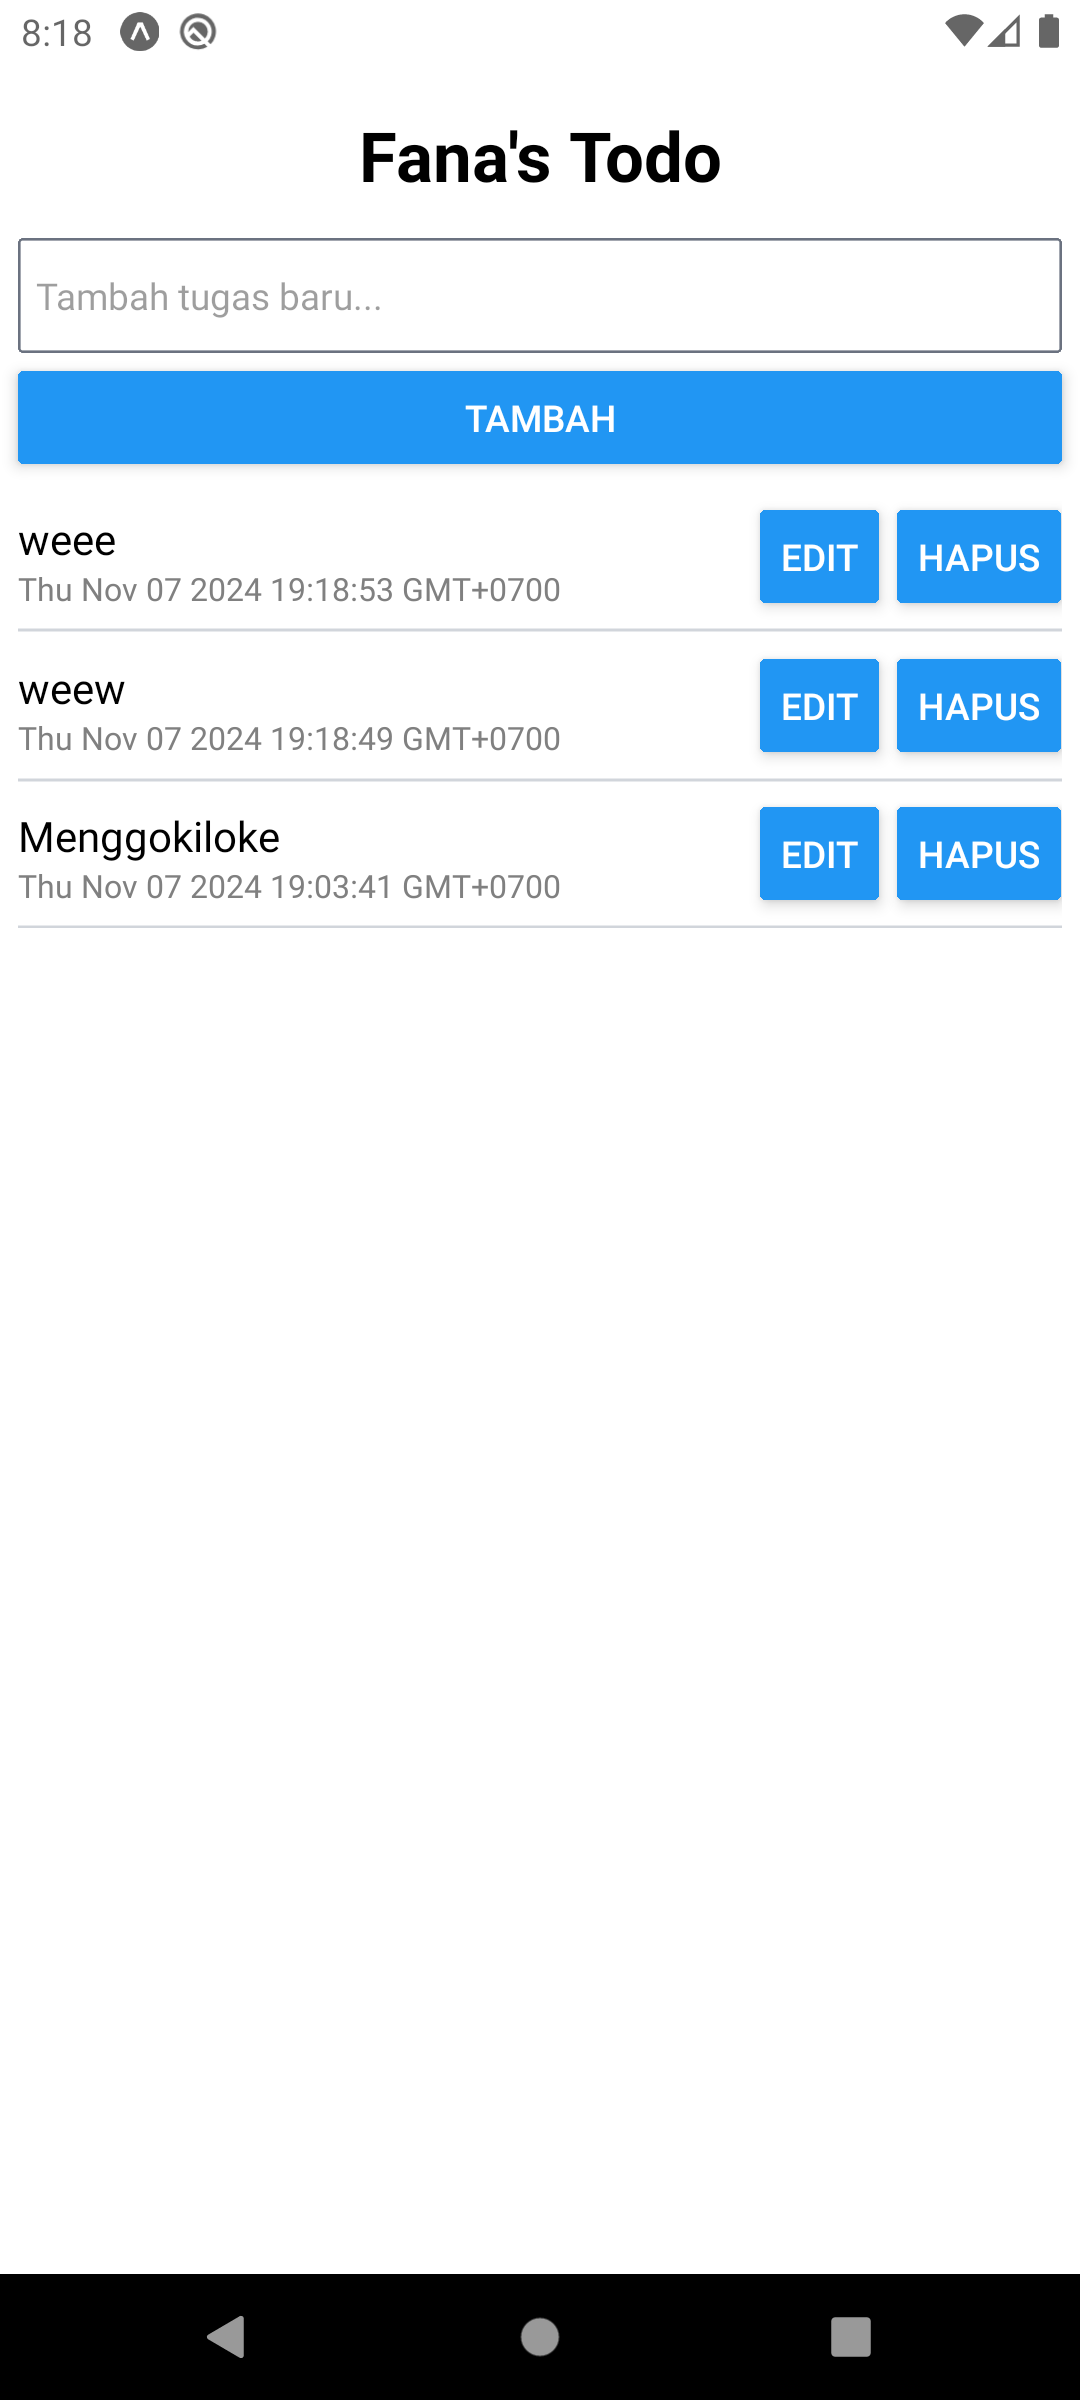 8:18
Fana's Todo
Tambah tugas baru...
TAMBAH
weee
Thu Nov 07 2024 19:18:53 GMT+0700
EDIT HAPUS
weew
Thu Nov 07 2024 19:18:49 GMT+0700
EDIT HAPUS
Menggokiloke
Thu Nov 07 2024 19:03:41 GMT+0700
EDIT HAPUS